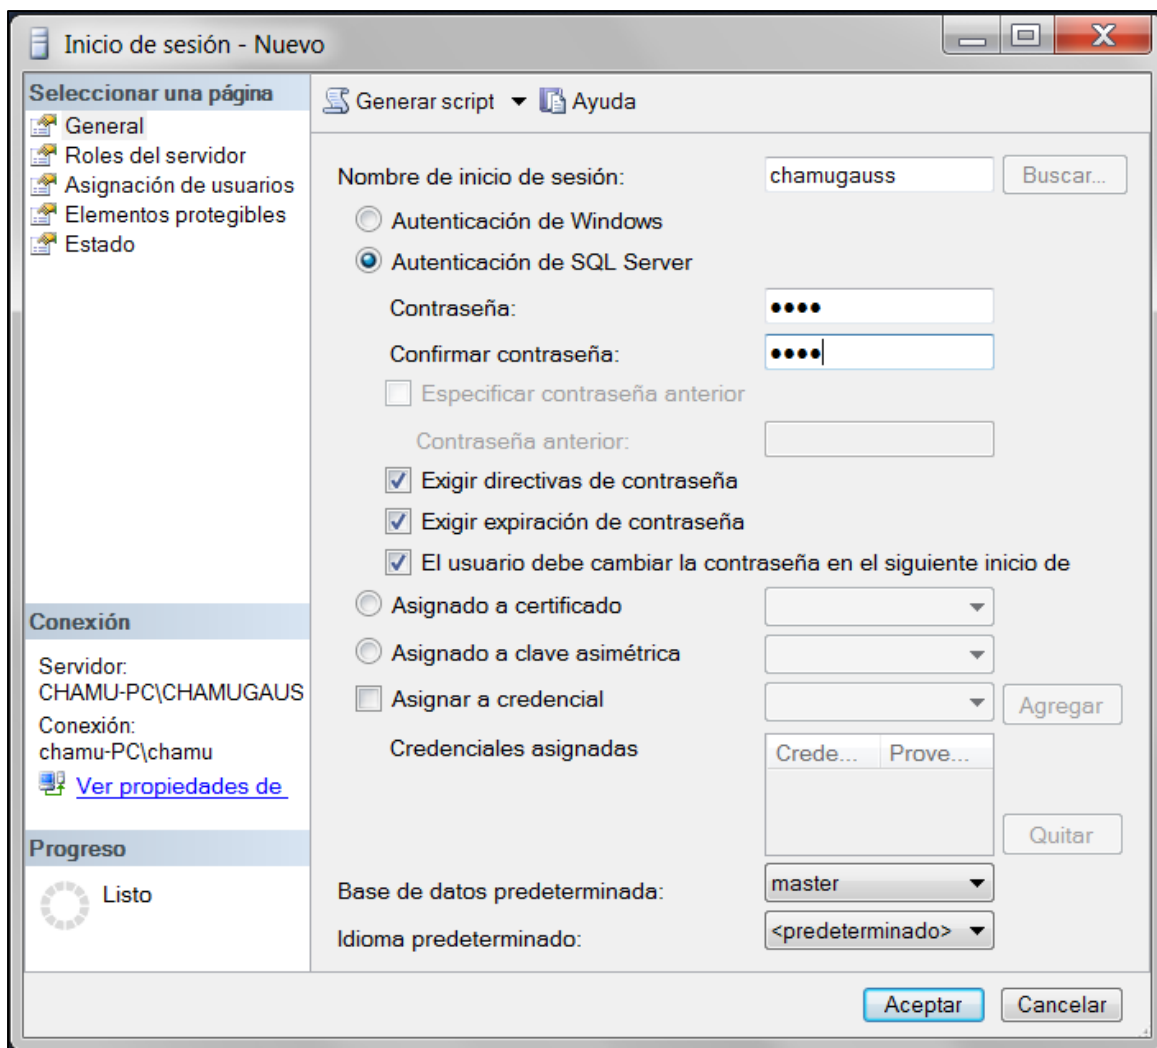 Inicio de sesión - Nuevo
Seleccionar una página
General
Roles del servidor
Asignación de usuarios
Elementos protegibles
Estado
Conexión
Servidor:
CHAMU-PC\CHAMUGAUS
Conexión:
chamu-PC\chamu
Ver propiedades de
Progreso
Listo
Generar script Ayuda
Nombre de inicio de sesión: chamugauss Buscar...
Autenticación de Windows
Autenticación de SQL Server
Contraseña: ●●●●
Confirmar contraseña: ●●●●
Especificar contraseña anterior
Contraseña anterior:
Exigir directivas de contraseña
Exigir expiración de contraseña
El usuario debe cambiar la contraseña en el siguiente inicio de
Asignado a certificado
Asignado a clave asimétrica
Asignar a credencial Agregar
Credenciales asignadas Crede... Prove...
Quitar
Base de datos predeterminada: master
Idioma predeterminado: <predeterminado>
Aceptar Cancelar